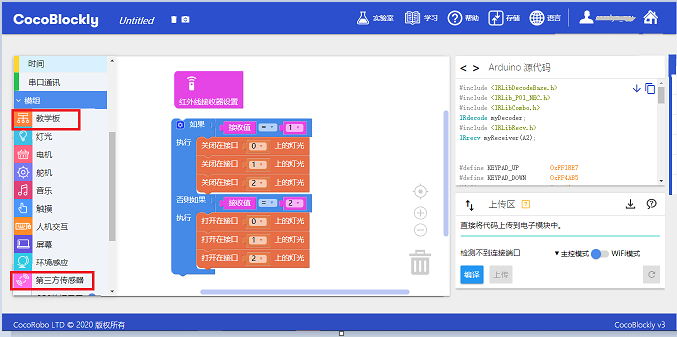 CocoBlockly Untitled 实验室 学习 帮助 存储 语言
时间
串口通讯
模组
教学板
灯光
电机
舵机
音乐
触摸
人机交互
屏幕
环境感应
第三方传感器
红外线接收器设置
如果 接收值 = 1
执行 关闭在接口 0 上的灯光
关闭在接口 1 上的灯光
关闭在接口 2 上的灯光
否则如果 接收值 = 2
执行 打开在接口 0 上的灯光
打开在接口 1 上的灯光
打开在接口 2 上的灯光
< > Arduino 源代码
#include <IRLibDecodeBase.h>
#include <IRLib_P01_NEC.h>
#include <IRLibCombo.h>
IRdecode myDecoder;
#include <IRLibRecv.h>
IRrecv myReceiver(A2);
#define KEYPAD_UP 0xFF18E7
#define KEYPAD_DOWN 0xFF4AB5
上传区
直接将代码上传到电子模块中。
检测不到连接端口 主控模式 WiFi模式
编译 上传
CocoRobo LTD © 2020 版权所有 CocoBlockly v3